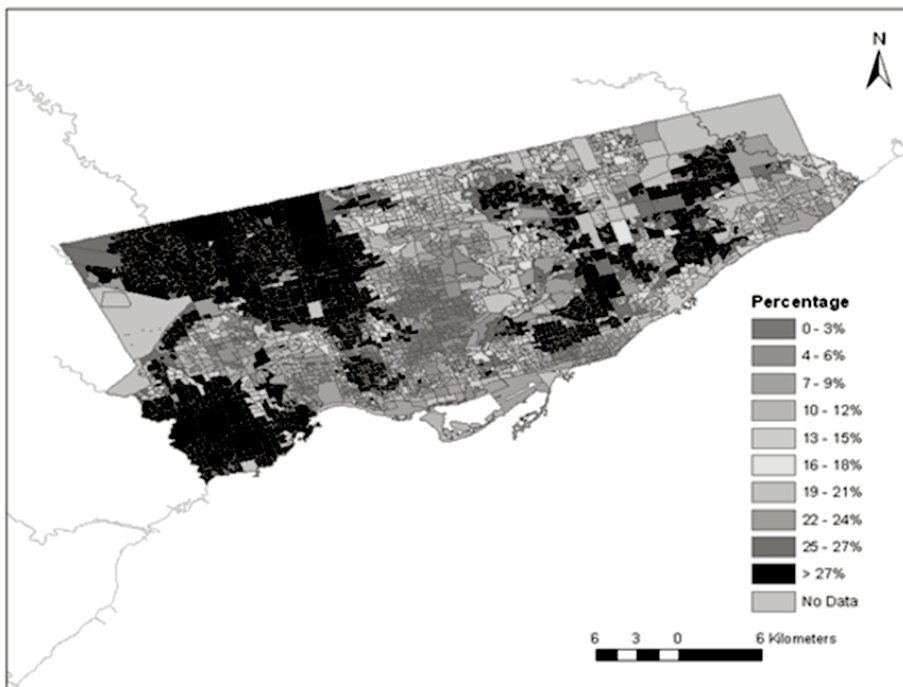 N
Percentage
0 - 3%
4 - 6%
7 - 9%
10 - 12%
13 - 15%
16 - 18%
19 - 21%
22 - 24%
25 - 27%
> 27%
No Data
6 3 0 6 Kilometers